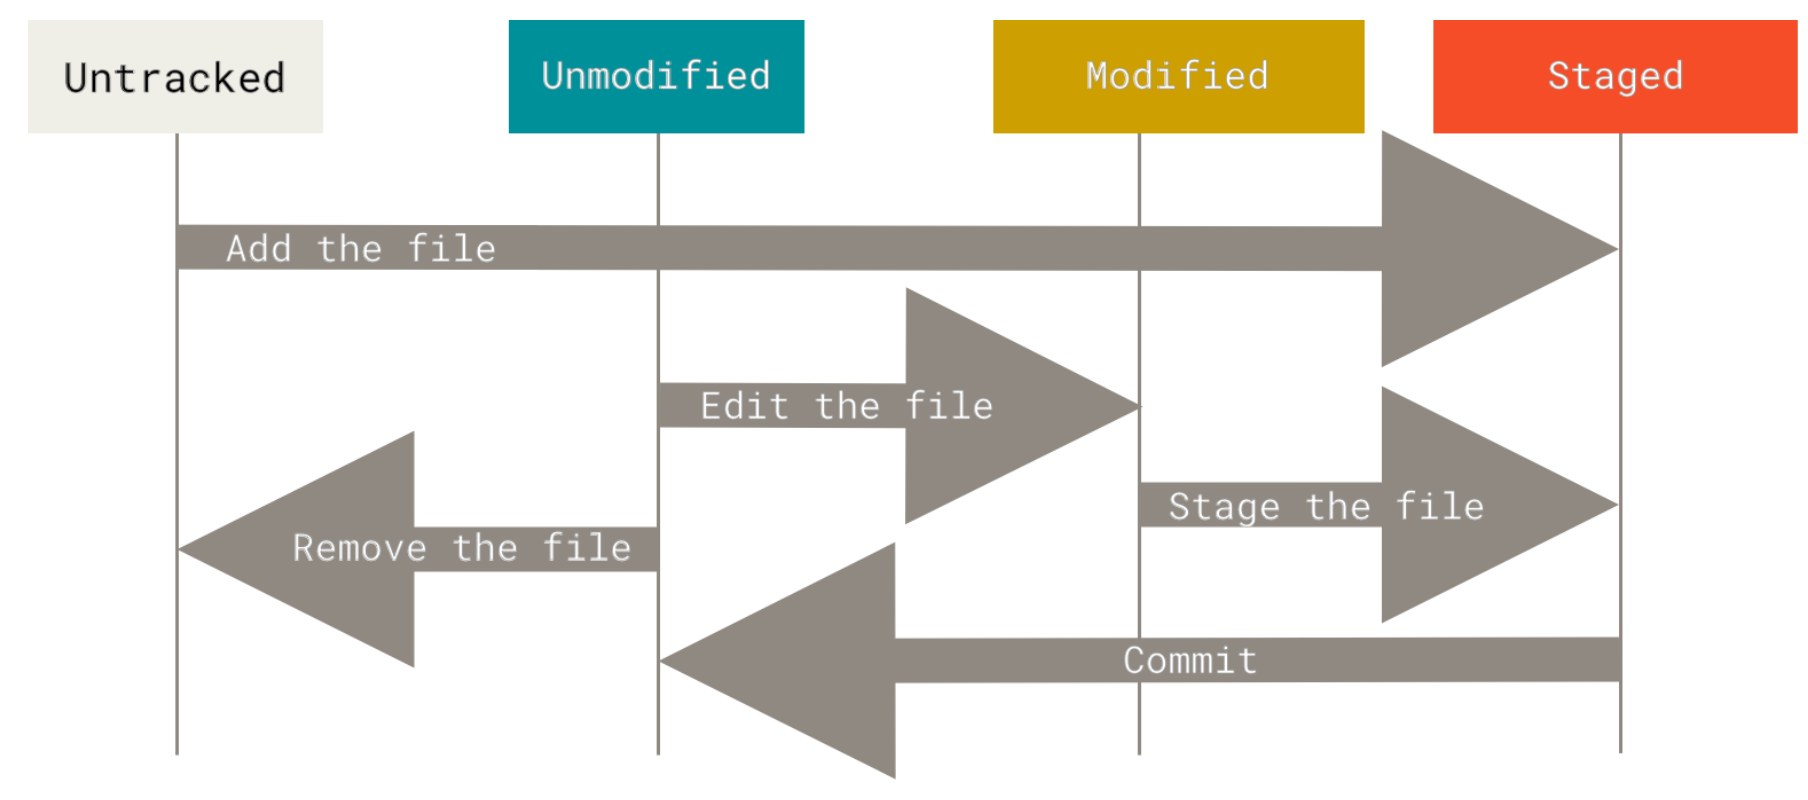 Untracked
Unmodified
Modified
Staged
Add the file
Edit the file
Stage the file
Remove the file
Commit